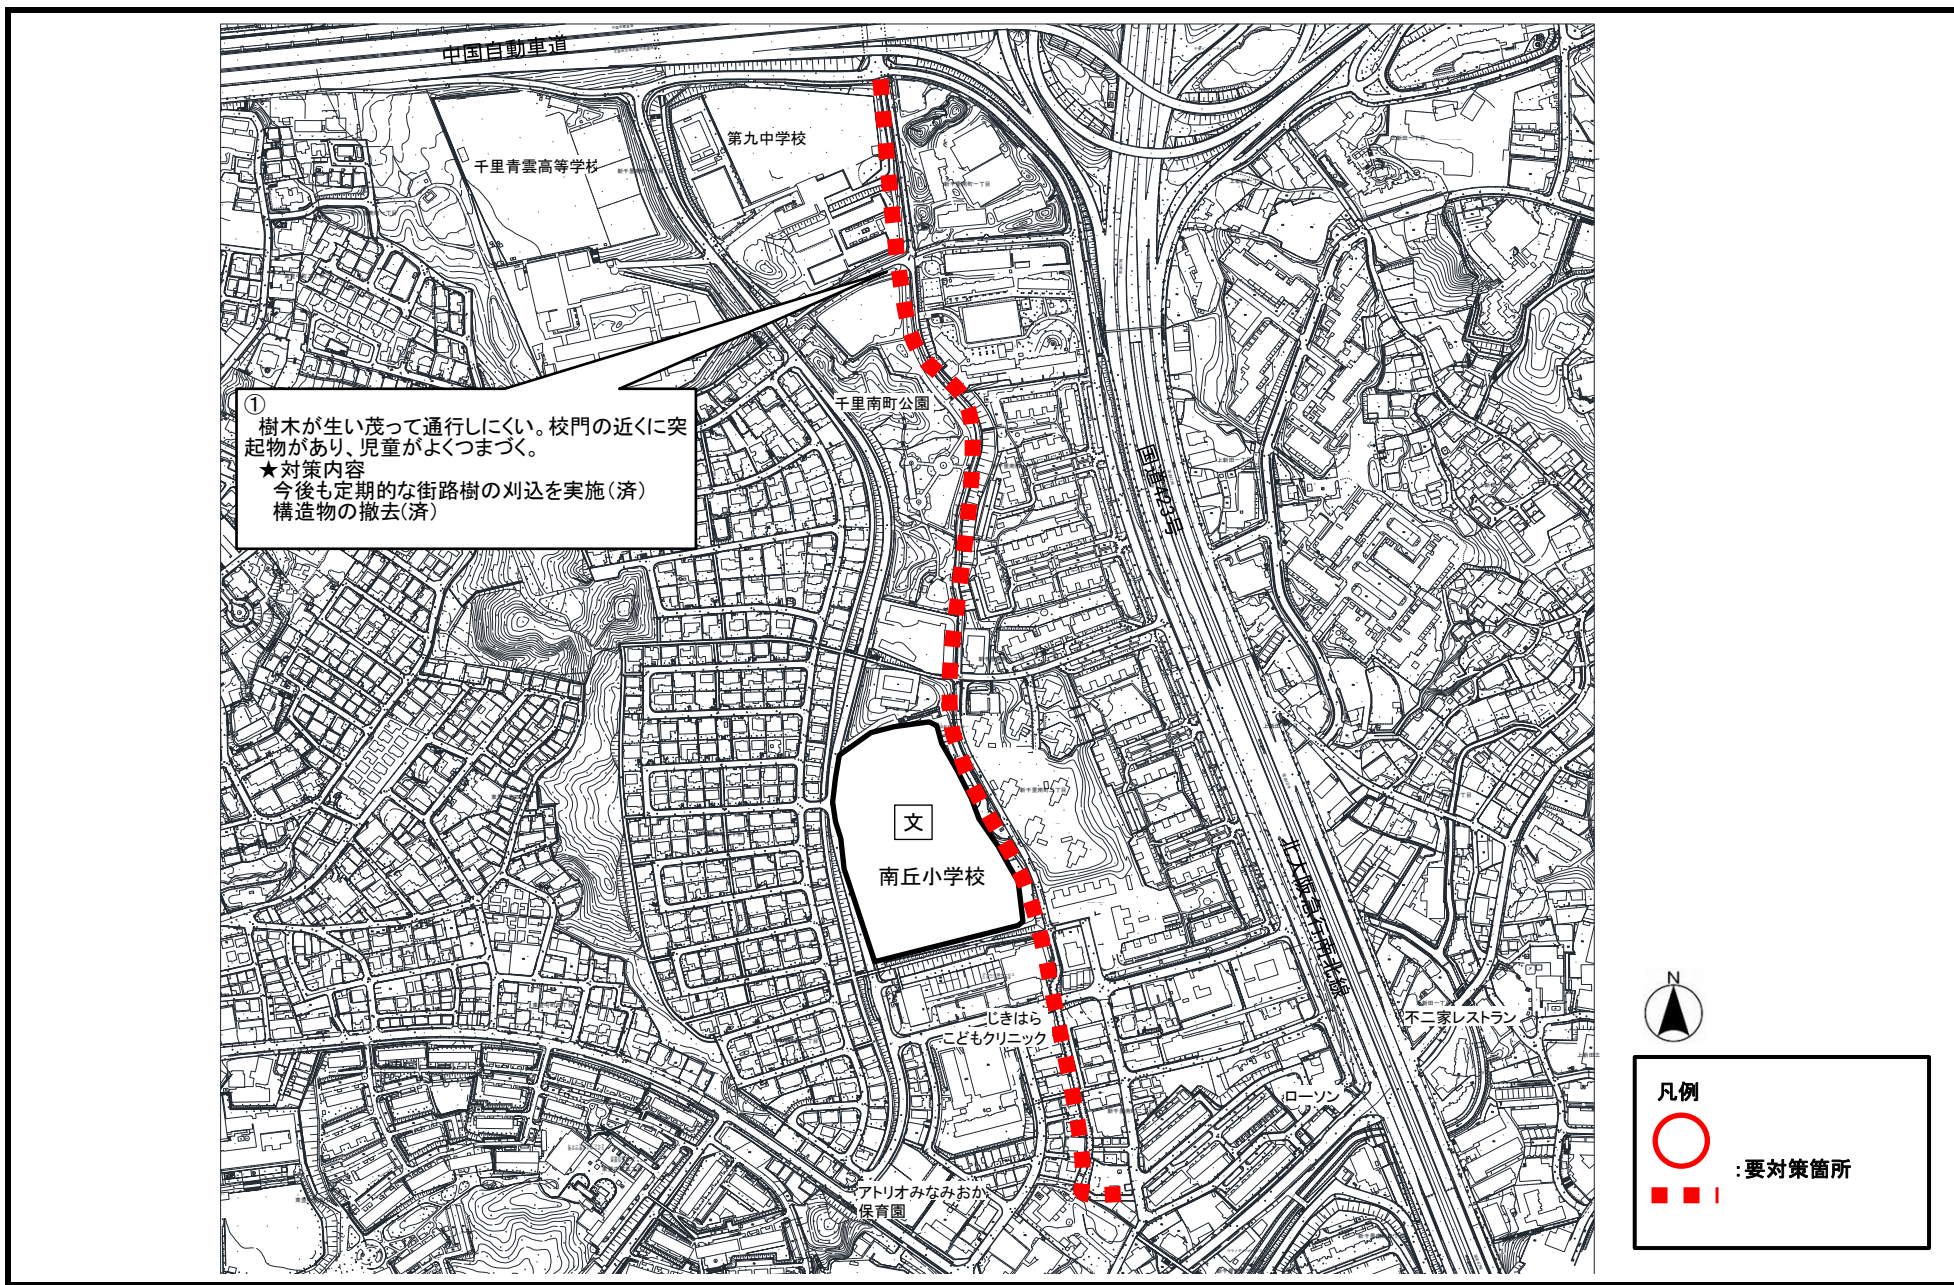 中国自動車道
第九中学校
千里青雲高等学校
①
樹木が生い茂って通行しにくい。校門の近くに突
起物があり、児童がよくつまづく。
★対策内容
今後も定期的な街路樹の刈込を実施(済)
構造物の撤去(済)
千里南町公園
国道423号
文
南丘小学校
北大阪急行南北線
じきはら
こどもクリニック
不二家レストラン
ローソン
アトリオみなみおか
保育園
N
凡例
:要対策箇所